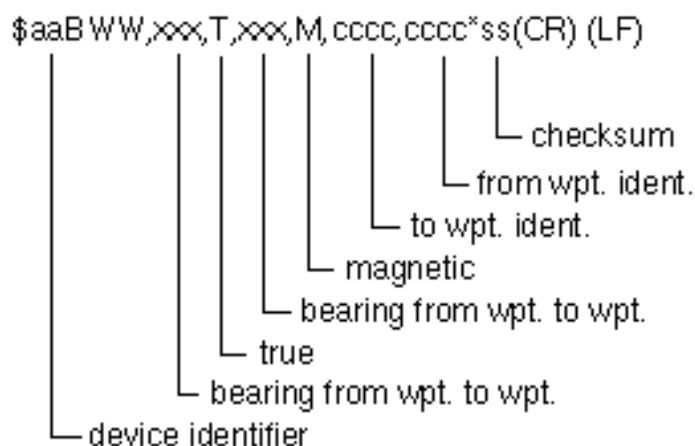 $aaBWW,xxx,T,xxx,M,cccc,cccc*ss(CR) (LF)
checksum
from wpt. ident.
to wpt. ident.
magnetic
bearing from wpt. to wpt.
true
bearing from wpt. to wpt.
device identifier